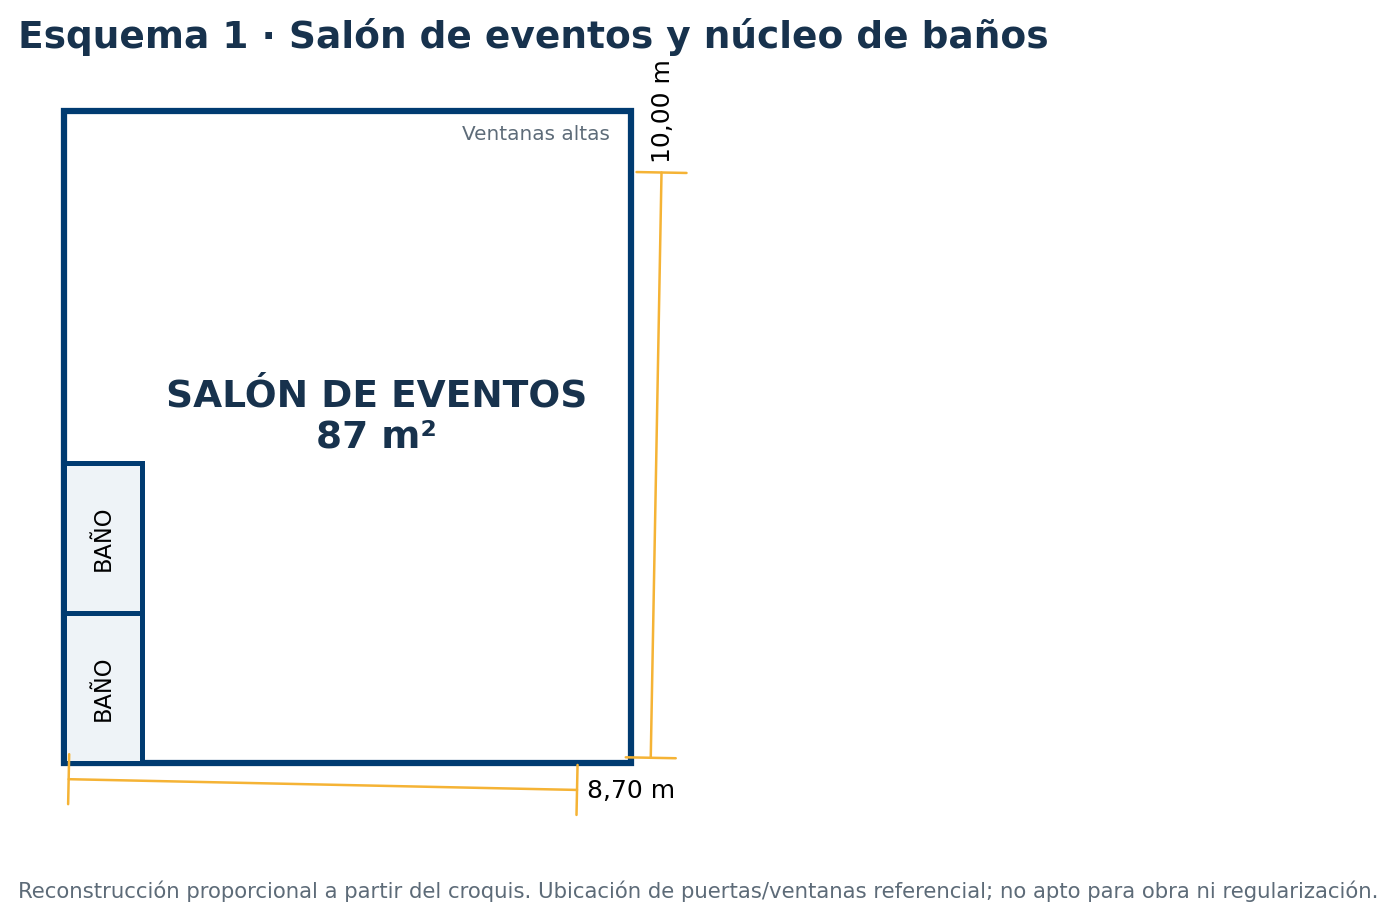 Esquema 1 · Salón de eventos y núcleo de baños
10,00 m
Ventanas altas
SALÓN DE EVENTOS
87 m²
BAÑO
BAÑO
8,70 m
Reconstrucción proporcional a partir del croquis. Ubicación de puertas/ventanas referencial; no apto para obra ni regularización.